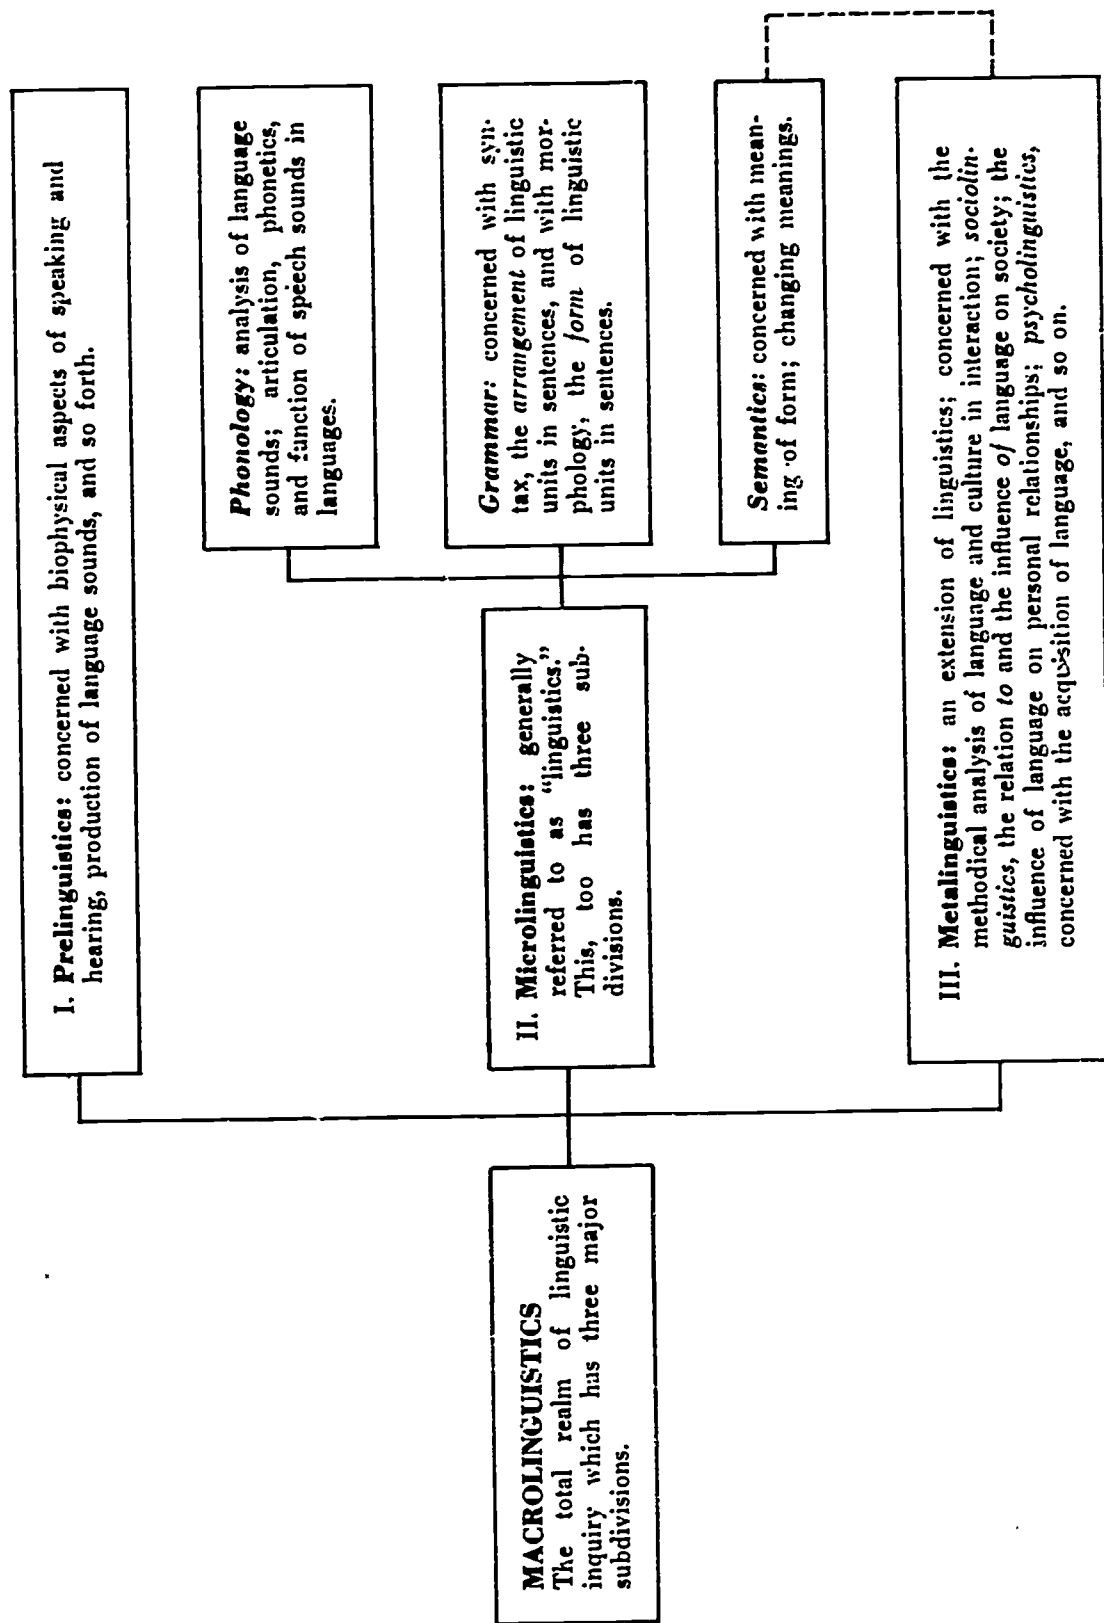 MACROLINGUISTICS
The total realm of linguistic
inquiry which has three major
subdivisions.
I. Prelinguistics: concerned with biophysical aspects of speaking and
hearing, production of language sounds, and so forth.
II. Microlinguistics: generally
referred to as "linguistics."
This, too has three sub-
divisions.
Phonology: analysis of language
sounds; articulation, phonetics,
and function of speech sounds in
languages.
Grammar: concerned with syn-
tax, the arrangement of linguistic
units in sentences, and with mor-
phology, the form of linguistic
units in sentences.
Semantics: concerned with mean-
ing of form; changing meanings.
III. Metalinguistics: an extension of linguistics; concerned with the
methodical analysis of language and culture in interaction; sociolin-
guistics, the relation to and the influence of language on society; the
influence of language on personal relationships; psycholinguistics,
concerned with the acquisition of language, and so on.